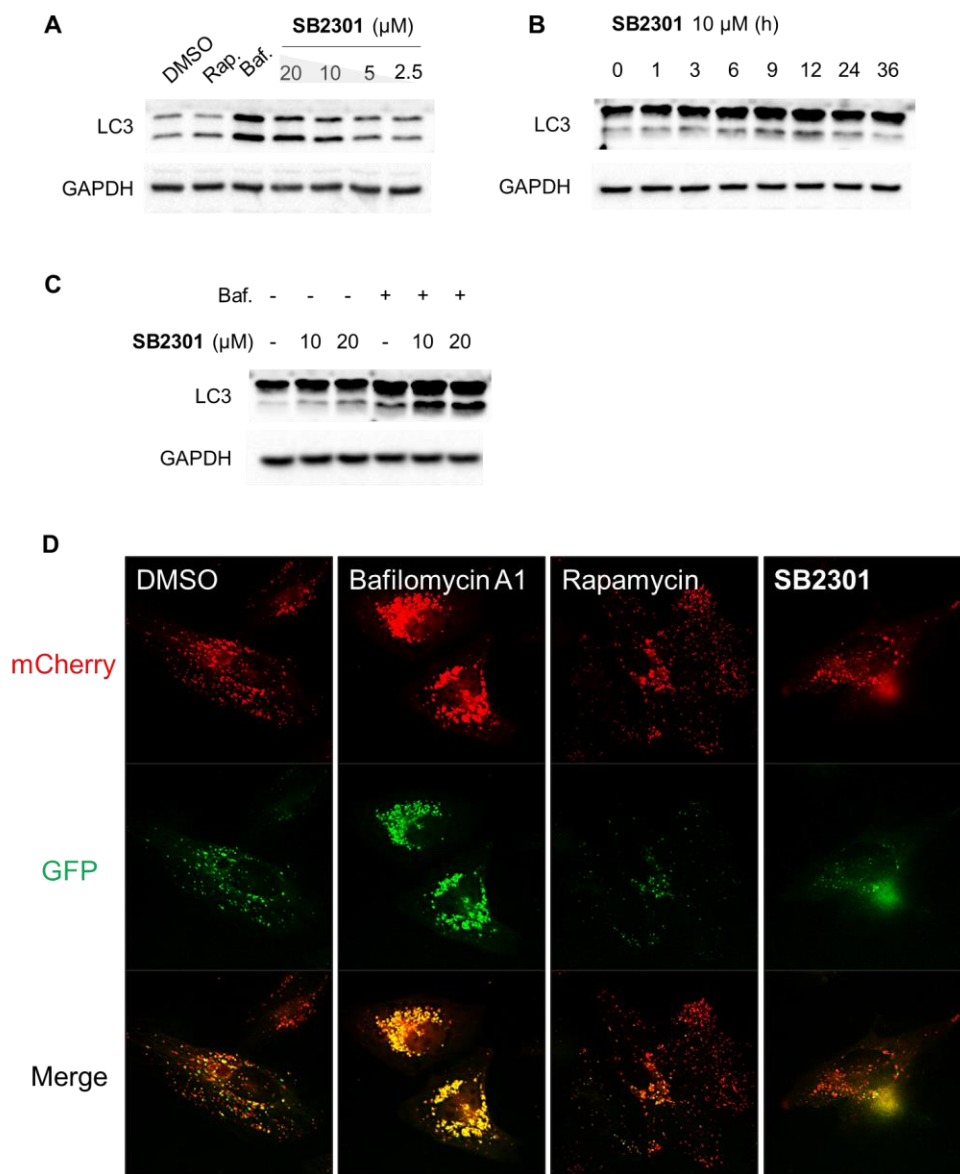 A
SB2301 (µM)
DMSO
Rap.
Baf.
20 10 5 2.5
LC3
GAPDH
B
SB2301 10 µM (h)
0 1 3 6 9 12 24 36
LC3
GAPDH
C
Baf. - - - + + +
SB2301 (µM) - 10 20 - 10 20
LC3
GAPDH
D
DMSO Bafilomycin A1 Rapamycin SB2301
mCherry
GFP
Merge